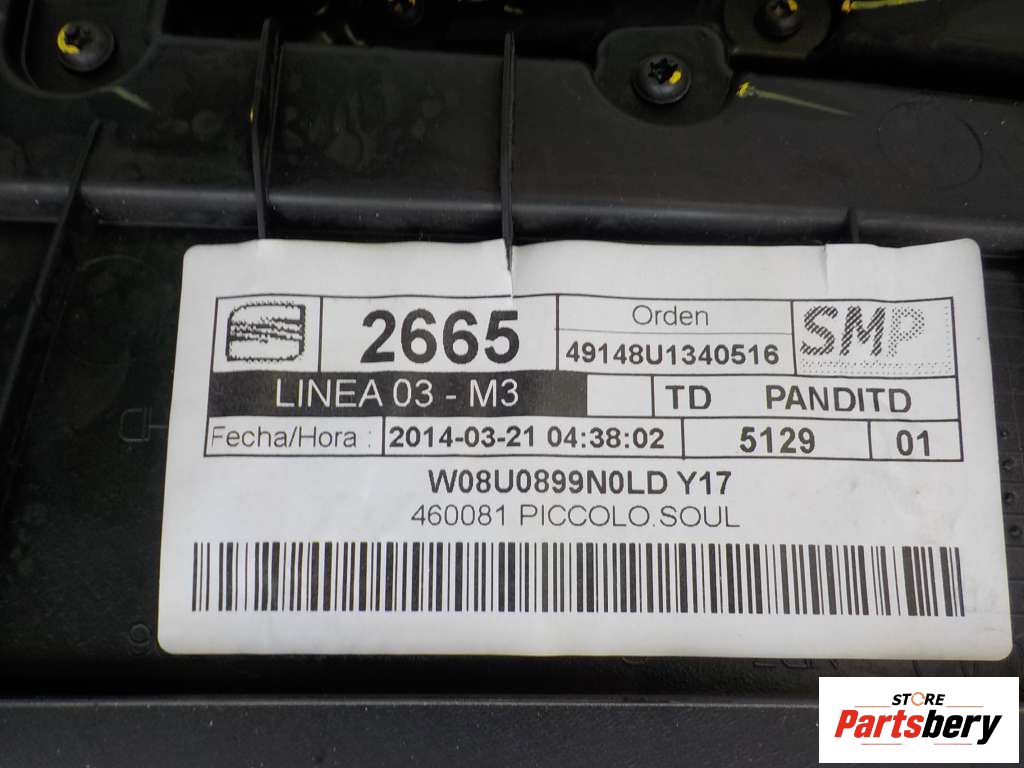 2665
Orden
49148U1340516
SMP
LINEA 03 - M3
TD PANDITD
Fecha/Hora :
2014-03-21 04:38:02
5129
01
W08U0899N0LD Y17
460081 PICCOLO.SOUL
STORE
Partsbery